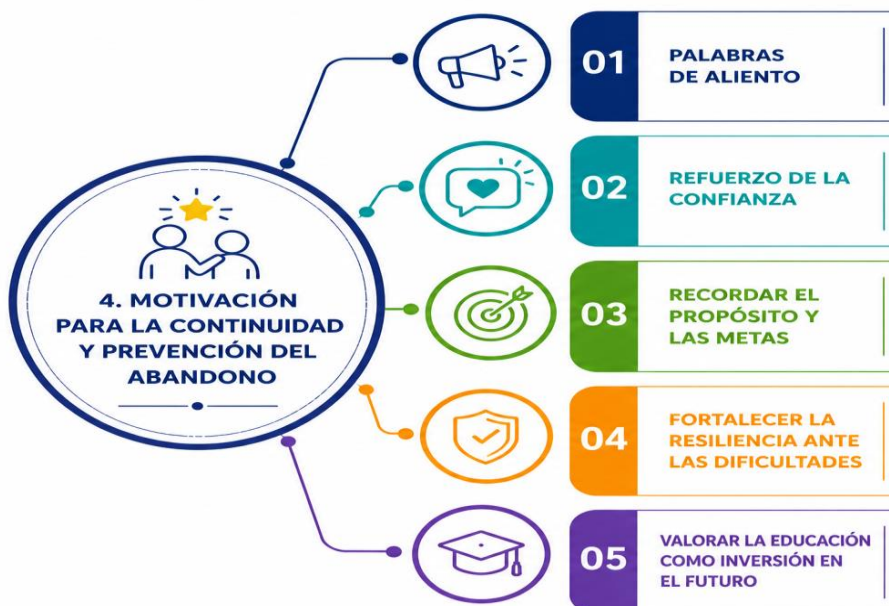 4. MOTIVACIÓN
PARA LA CONTINUIDAD
Y PREVENCIÓN DEL
ABANDONO
01
PALABRAS
DE ALIENTO
02
REFUERZO DE LA
CONFIANZA
03
RECORDAR EL
PROPÓSITO Y
LAS METAS
04
FORTALECER LA
RESILIENCIA ANTE
LAS DIFICULTADES
05
VALORAR LA EDUCACIÓN
COMO INVERSIÓN EN
EL FUTURO